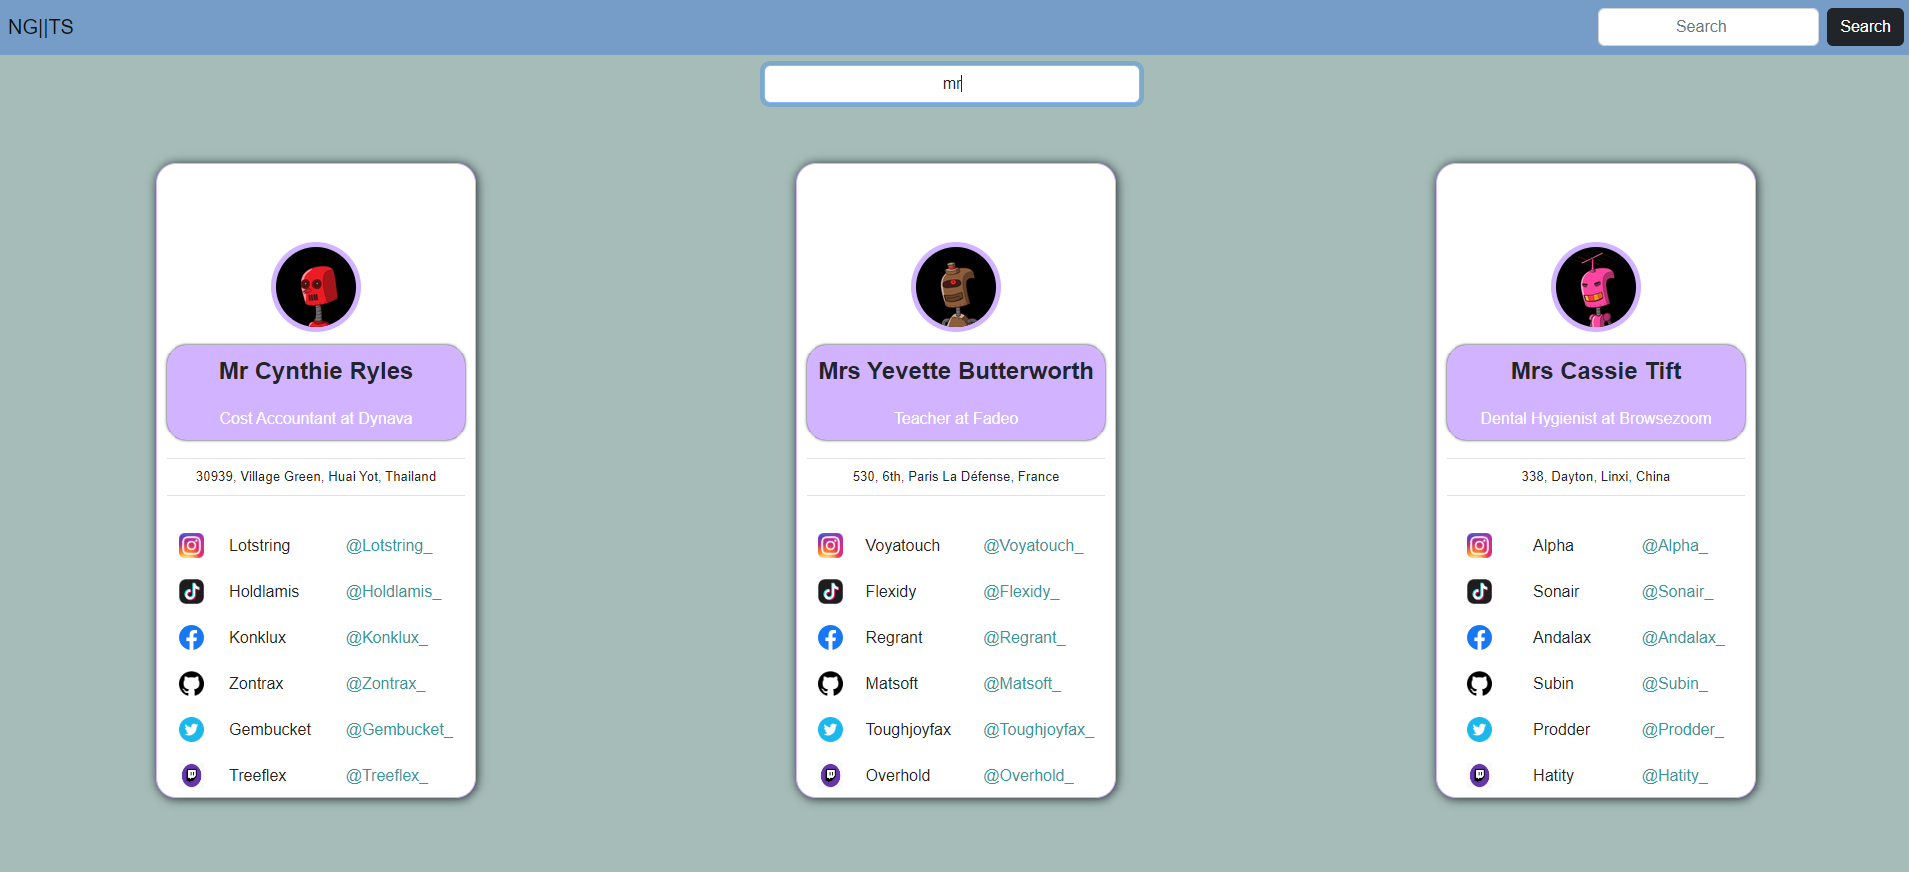 NG||TS
Search
Search
mr
Mr Cynthie Ryles
Cost Accountant at Dynava
30939, Village Green, Huai Yot, Thailand
Lotstring @Lotstring_
Holdlamis @Holdlamis_
Konklux @Konklux_
Zontrax @Zontrax_
Gembucket @Gembucket_
Treeflex @Treeflex_
Mrs Yevette Butterworth
Teacher at Fadeo
530, 6th, Paris La Défense, France
Voyatouch @Voyatouch_
Flexidy @Flexidy_
Regrant @Regrant_
Matsoft @Matsoft_
Toughjoyfax @Toughjoyfax_
Overhold @Overhold_
Mrs Cassie Tift
Dental Hygienist at Browsezoom
338, Dayton, Linxi, China
Alpha @Alpha_
Sonair @Sonair_
Andalax @Andalax_
Subin @Subin_
Prodder @Prodder_
Hatity @Hatity_